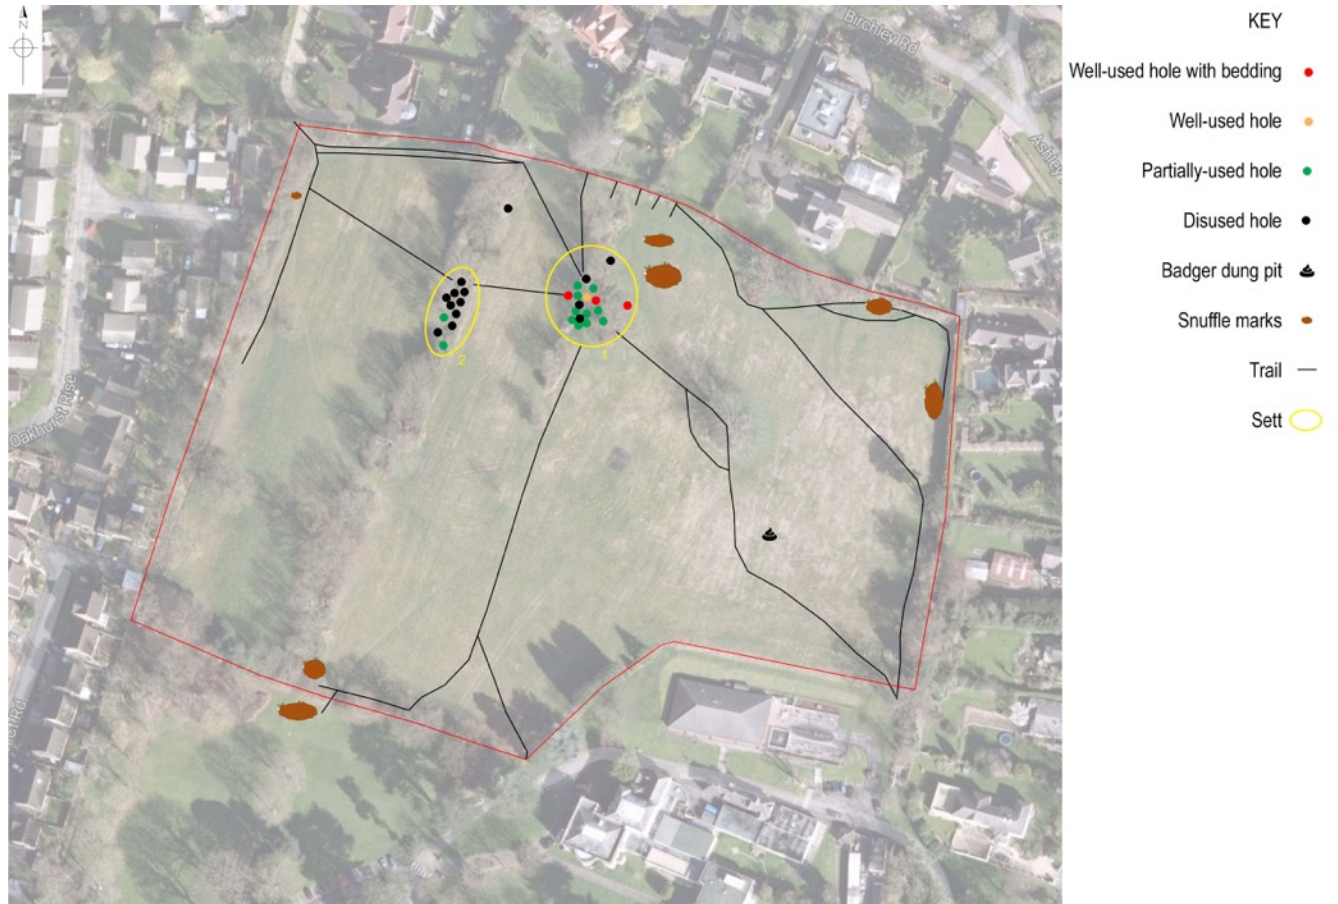 N
Birchley Rd
Ashley
Oakhurst Rise
Rd
1
2
KEY
Well-used hole with bedding
Well-used hole
Partially-used hole
Disused hole
Badger dung pit
Snuffle marks
Trail
Sett